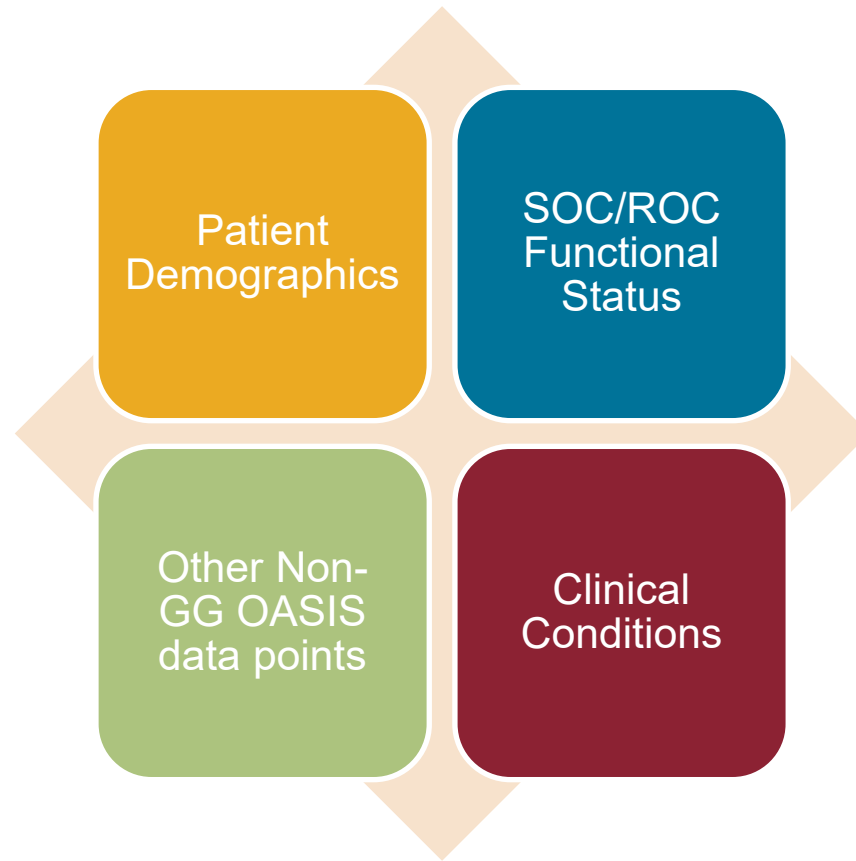 Patient
Demographics
SOC/ROC
Functional
Status
Other Non-
GG OASIS
data points
Clinical
Conditions